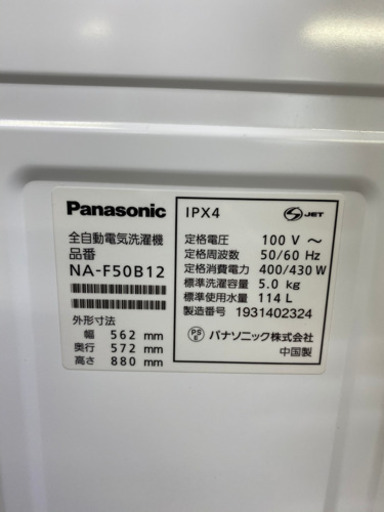 Panasonic
全自動電気洗濯機
品番
NA-F50B12
外形寸法
幅 562 mm
奥行 572 mm
高さ 880 mm
IPX4
S JET
定格電圧 100 V ～
定格周波数 50/60 Hz
定格消費電力 400/430 W
標準洗濯容量 5.0 kg
標準使用水量 114 L
製造番号 1931402324
PS E パナソニック株式会社
中国製